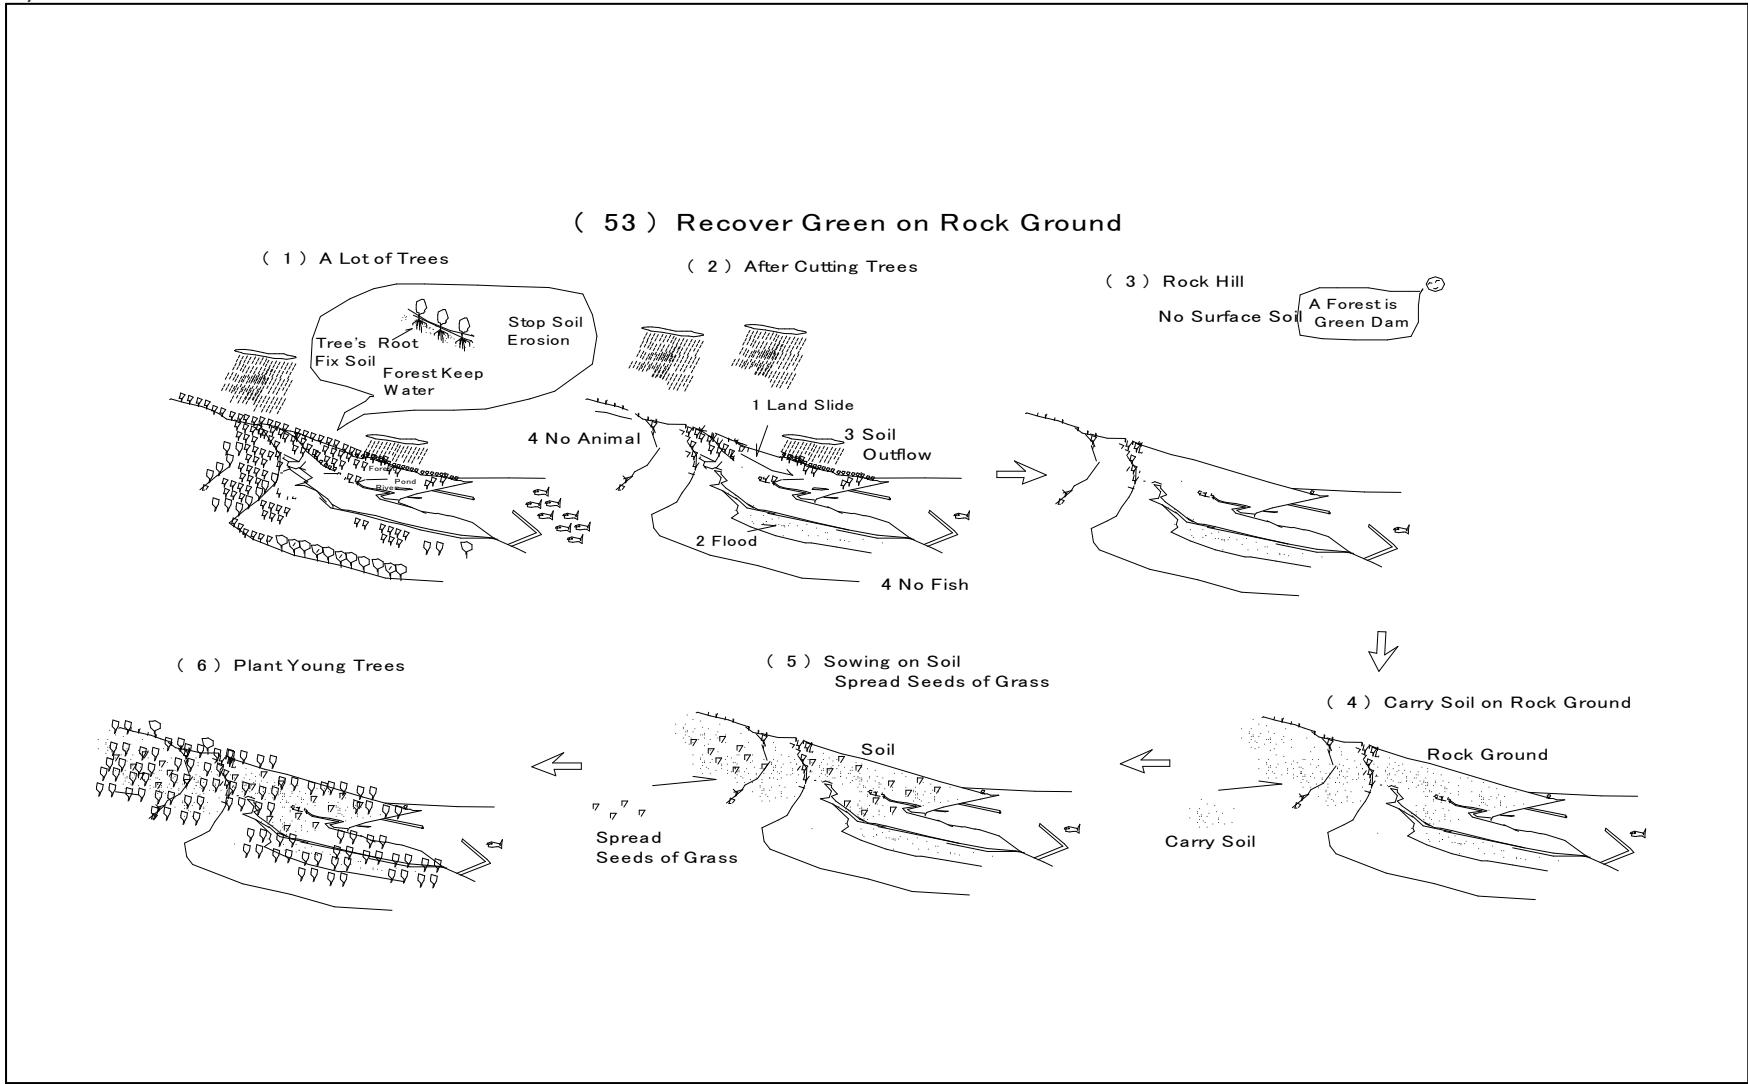 ( 53 ) Recover Green on Rock Ground
( 1 ) A Lot of Trees
Stop Soil
Erosion
Tree's Root
Fix Soil
Forest Keep
Water
Forest
Pond
River
( 2 ) After Cutting Trees
1 Land Slide
4 No Animal
3 Soil
Outflow
2 Flood
4 No Fish
( 3 ) Rock Hill
No Surface Soil
A Forest is
Green Dam
( 4 ) Carry Soil on Rock Ground
Rock Ground
Carry Soil
( 5 ) Sowing on Soil
Spread Seeds of Grass
Soil
Spread
Seeds of Grass
( 6 ) Plant Young Trees